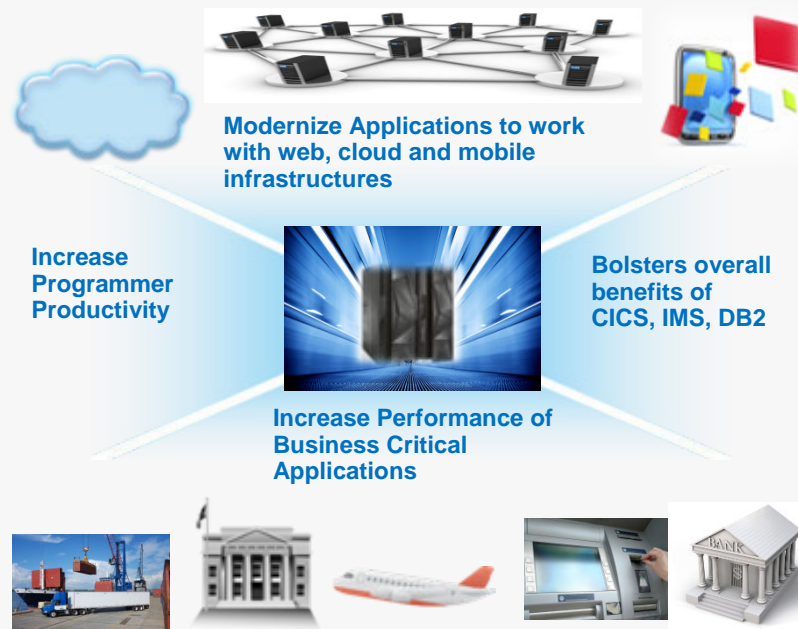 Modernize Applications to work
with web, cloud and mobile
infrastructures
Increase
Programmer
Productivity
Bolsters overall
benefits of
CICS, IMS, DB2
Increase Performance of
Business Critical
Applications
BANK